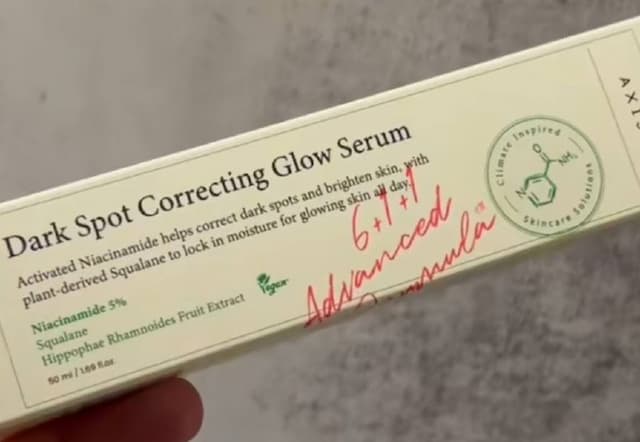 Dark Spot Correcting Glow Serum
Activated Niacinamide helps correct dark spots and brighten skin, with
plant-derived Squalane to lock in moisture for glowing skin all day.
Niacinamide 5%
Squalane
Hippophae Rhamnoides Fruit Extract
Vegan
50 ml / 1.69 fl.oz.
6+1+1
Advanced
Climate Inspired
N
O
NH₂
Skincare Solutions